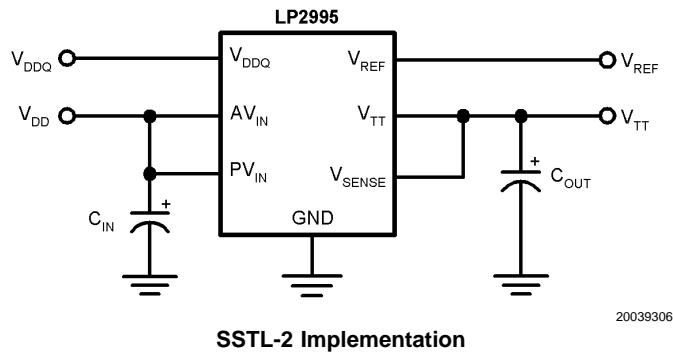 LP2995
V_DDQ V_DDQ V_REF V_REF
V_DD AV_IN V_TT V_TT
PV_IN V_SENSE + C_OUT
C_IN + GND
20039306
SSTL-2 Implementation